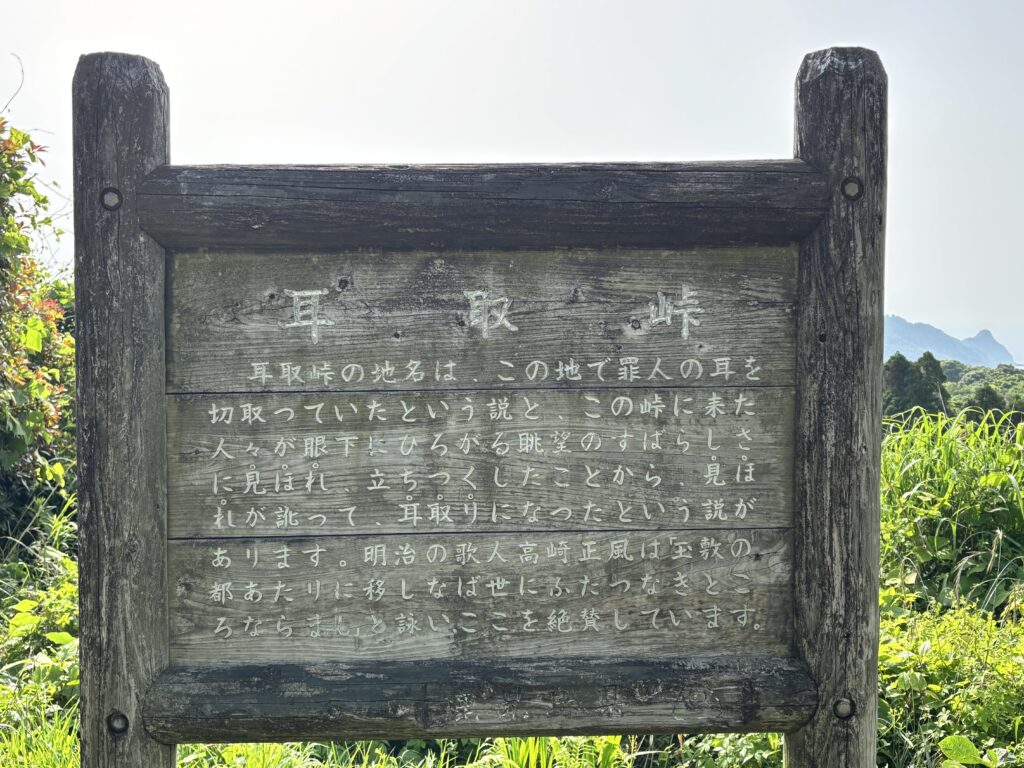 耳取峠
耳取峠の地名は、この地で罪人の耳を
切取っていたという説と、この峠に来た
人々が眼下にひろがる眺望のすばらしさ
に見ぼれ、立ちつくしたことから、見ぼ
れが訛って、耳取りになったという説が
あります。明治の歌人高崎正風は「玉敷の
都あたりに移しなば世にふたつなきとこ
ろならまし」と詠いここを絶賛しています。